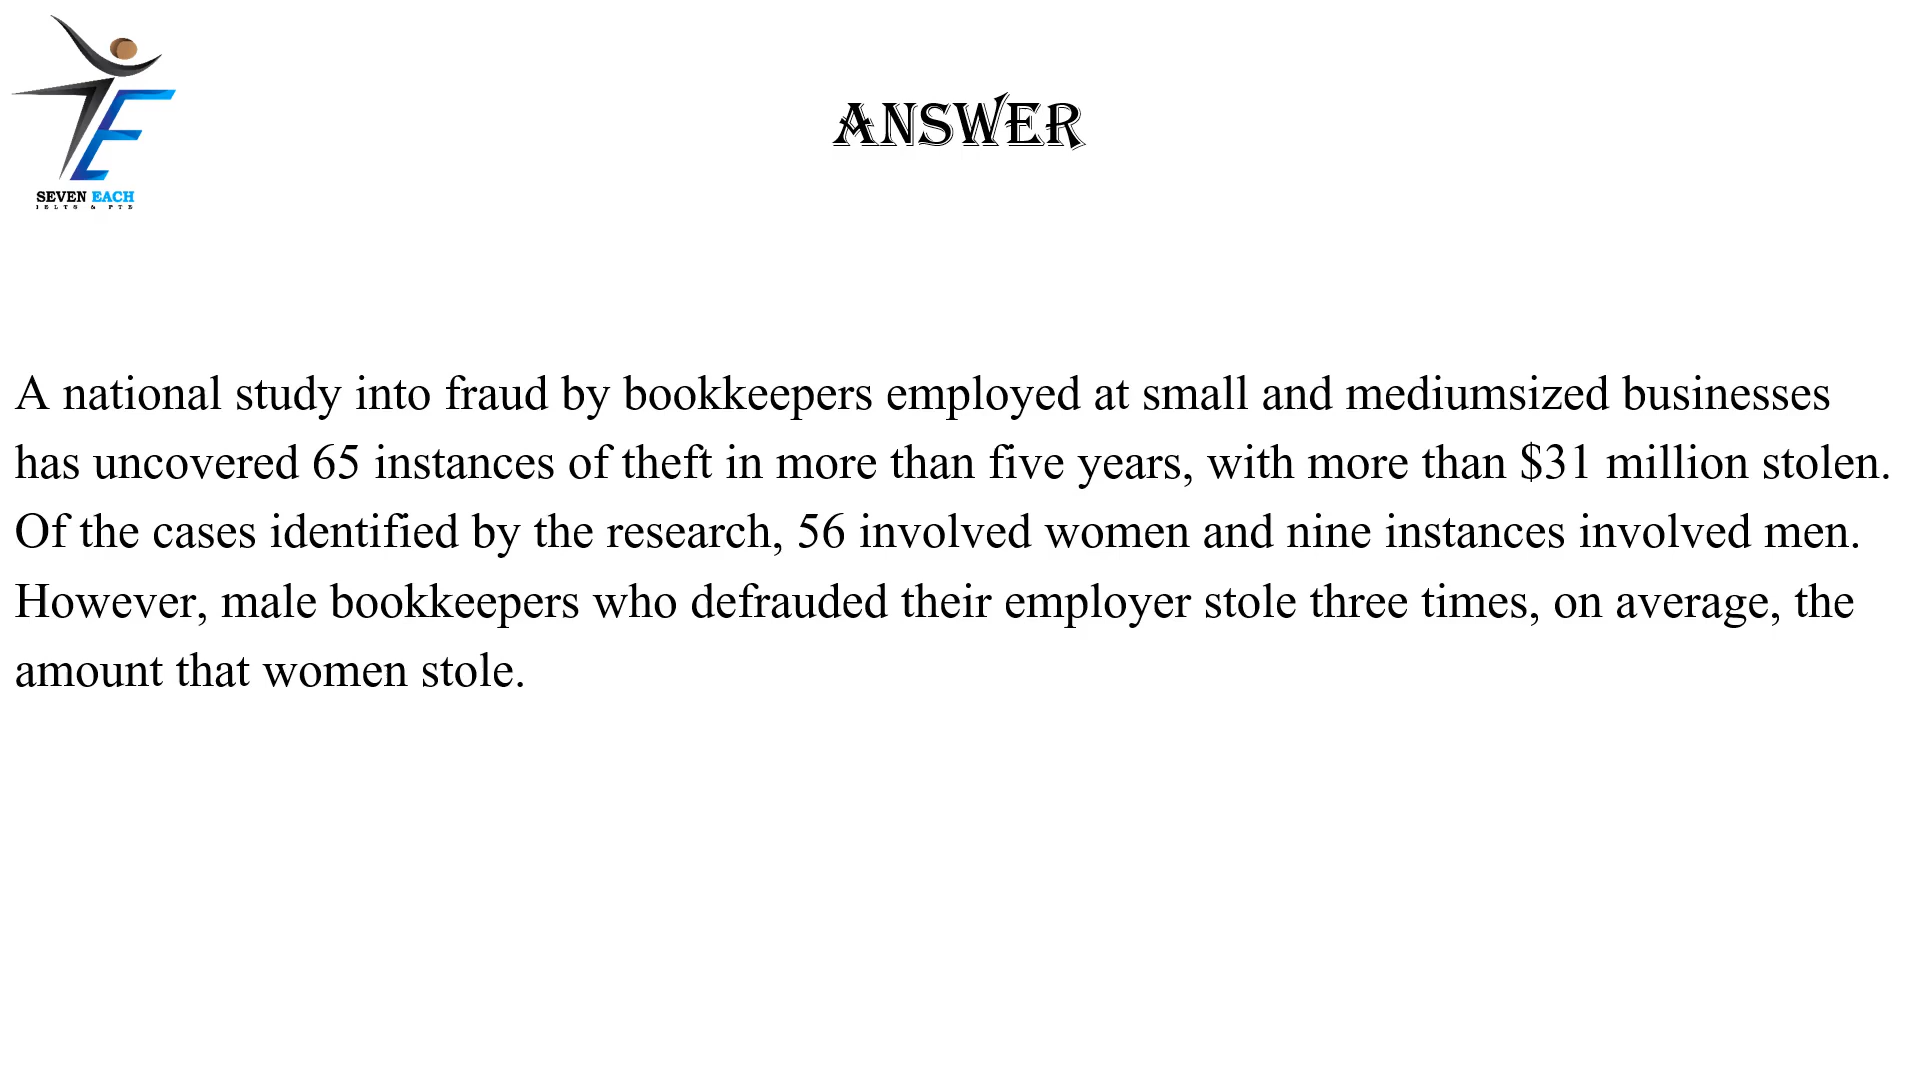 SEVEN EACH
IELTS & PTE
ANSWER
A national study into fraud by bookkeepers employed at small and mediumsized businesses
has uncovered 65 instances of theft in more than five years, with more than $31 million stolen.
Of the cases identified by the research, 56 involved women and nine instances involved men.
However, male bookkeepers who defrauded their employer stole three times, on average, the
amount that women stole.